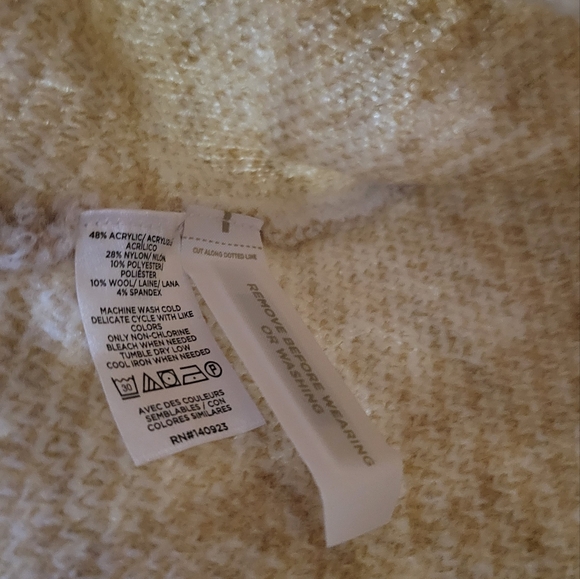 48% ACRYLIC/ ACRYLIQUE/
ACRÍLICO
28% NYLON/ NILÓN
10% POLYESTER/
POLIÉSTER
10% WOOL/ LAINE/ LANA
4% SPANDEX
MACHINE WASH COLD
DELICATE CYCLE WITH LIKE
COLORS
ONLY NON-CHLORINE
BLEACH WHEN NEEDED
TUMBLE DRY LOW
COOL IRON WHEN NEEDED
30
P
AVEC DES COULEURS
SEMBLABLES / CON
COLORES SIMILARES
RN#140923
CUT ALONG DOTTED LINE
REMOVE BEFORE WEARING
OR WASHING